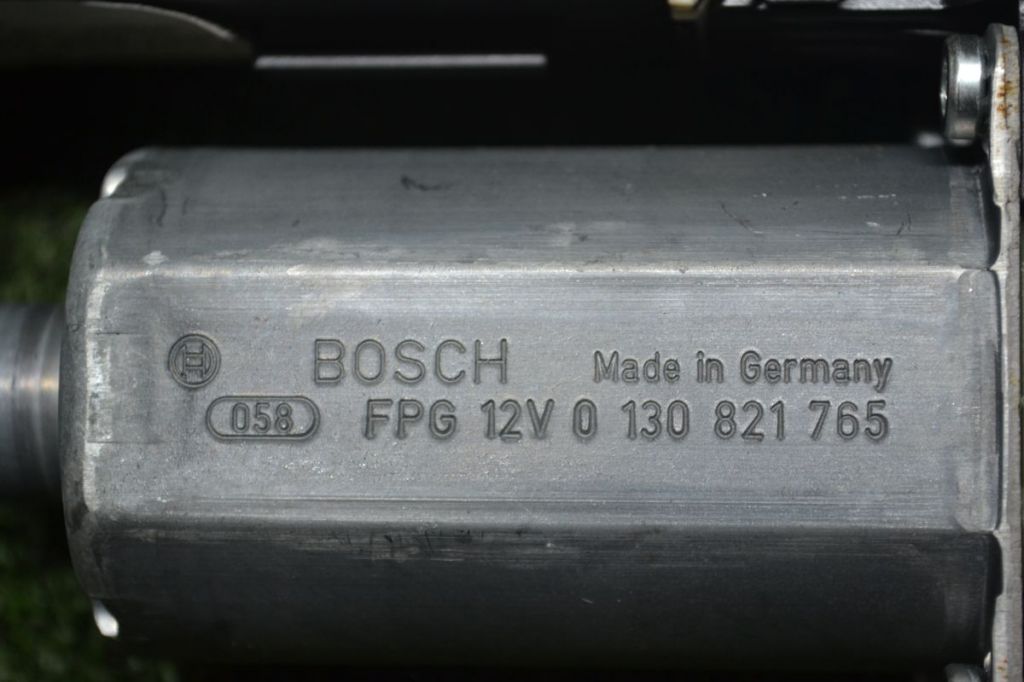 BOSCH Made in Germany
058 FPG 12V 0 130 821 765